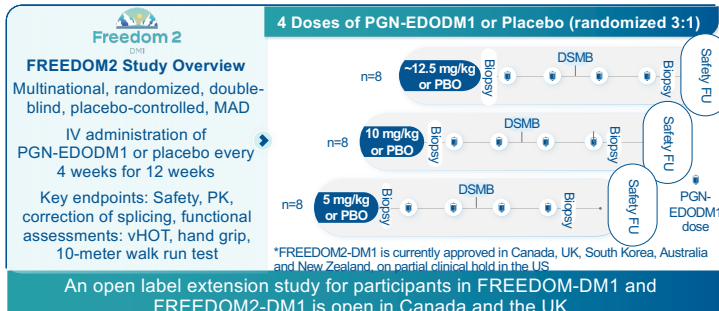 Freedom 2
DM1
FREEDOM2 Study Overview
Multinational, randomized, double-
blind, placebo-controlled, MAD
IV administration of
PGN-EDODM1 or placebo every
4 weeks for 12 weeks
Key endpoints: Safety, PK,
correction of splicing, functional
assessments: vHOT, hand grip,
10-meter walk run test
4 Doses of PGN-EDODM1 or Placebo (randomized 3:1)
n=8
~12.5 mg/kg
or PBO
Biopsy
DSMB
Biopsy
Safety FU
n=8
10 mg/kg
or PBO
Biopsy
DSMB
Biopsy
Safety FU
n=8
5 mg/kg
or PBO
Biopsy
DSMB
Biopsy
Safety FU
PGN-
EDODM1
dose
*FREEDOM2-DM1 is currently approved in Canada, UK, South Korea, Australia
and New Zealand, on partial clinical hold in the US
An open label extension study for participants in FREEDOM-DM1 and
FREEDOM2-DM1 is open in Canada and the UK